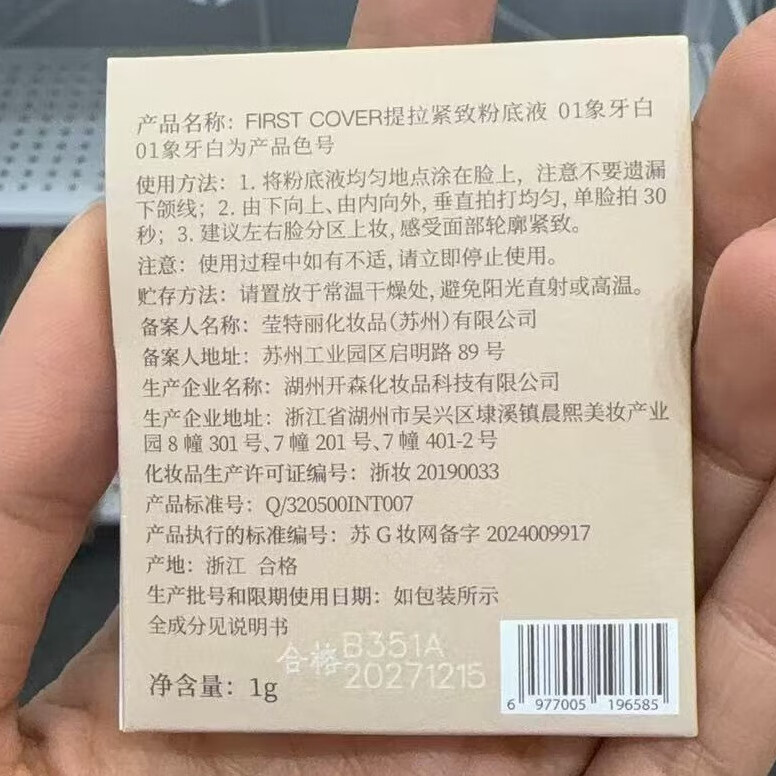 产品名称：FIRST COVER提拉紧致粉底液 01象牙白
01象牙白为产品色号
使用方法：1. 将粉底液均匀地点涂在脸上，注意不要遗漏
下颌线；2. 由下向上、由内向外，垂直拍打均匀，单脸拍 30
秒；3. 建议左右脸分区上妆，感受面部轮廓紧致。
注意：使用过程中如有不适，请立即停止使用。
贮存方法：请置放于常温干燥处，避免阳光直射或高温。
备案人名称：莹特丽化妆品(苏州)有限公司
备案人地址：苏州工业园区启明路 89 号
生产企业名称：湖州开森化妆品科技有限公司
生产企业地址：浙江省湖州市吴兴区埭溪镇晨熙美妆产业
园 8 幢 301 号、7 幢 201 号、7 幢 401-2 号
化妆品生产许可证编号：浙妆 20190033
产品标准号：Q/320500INT007
产品执行的标准编号：苏 G 妆网备字 2024009917
产地：浙江 合格
生产批号和限期使用日期：如包装所示
全成分见说明书
合格 B351A
20271215
净含量：1g
6 977005 196585